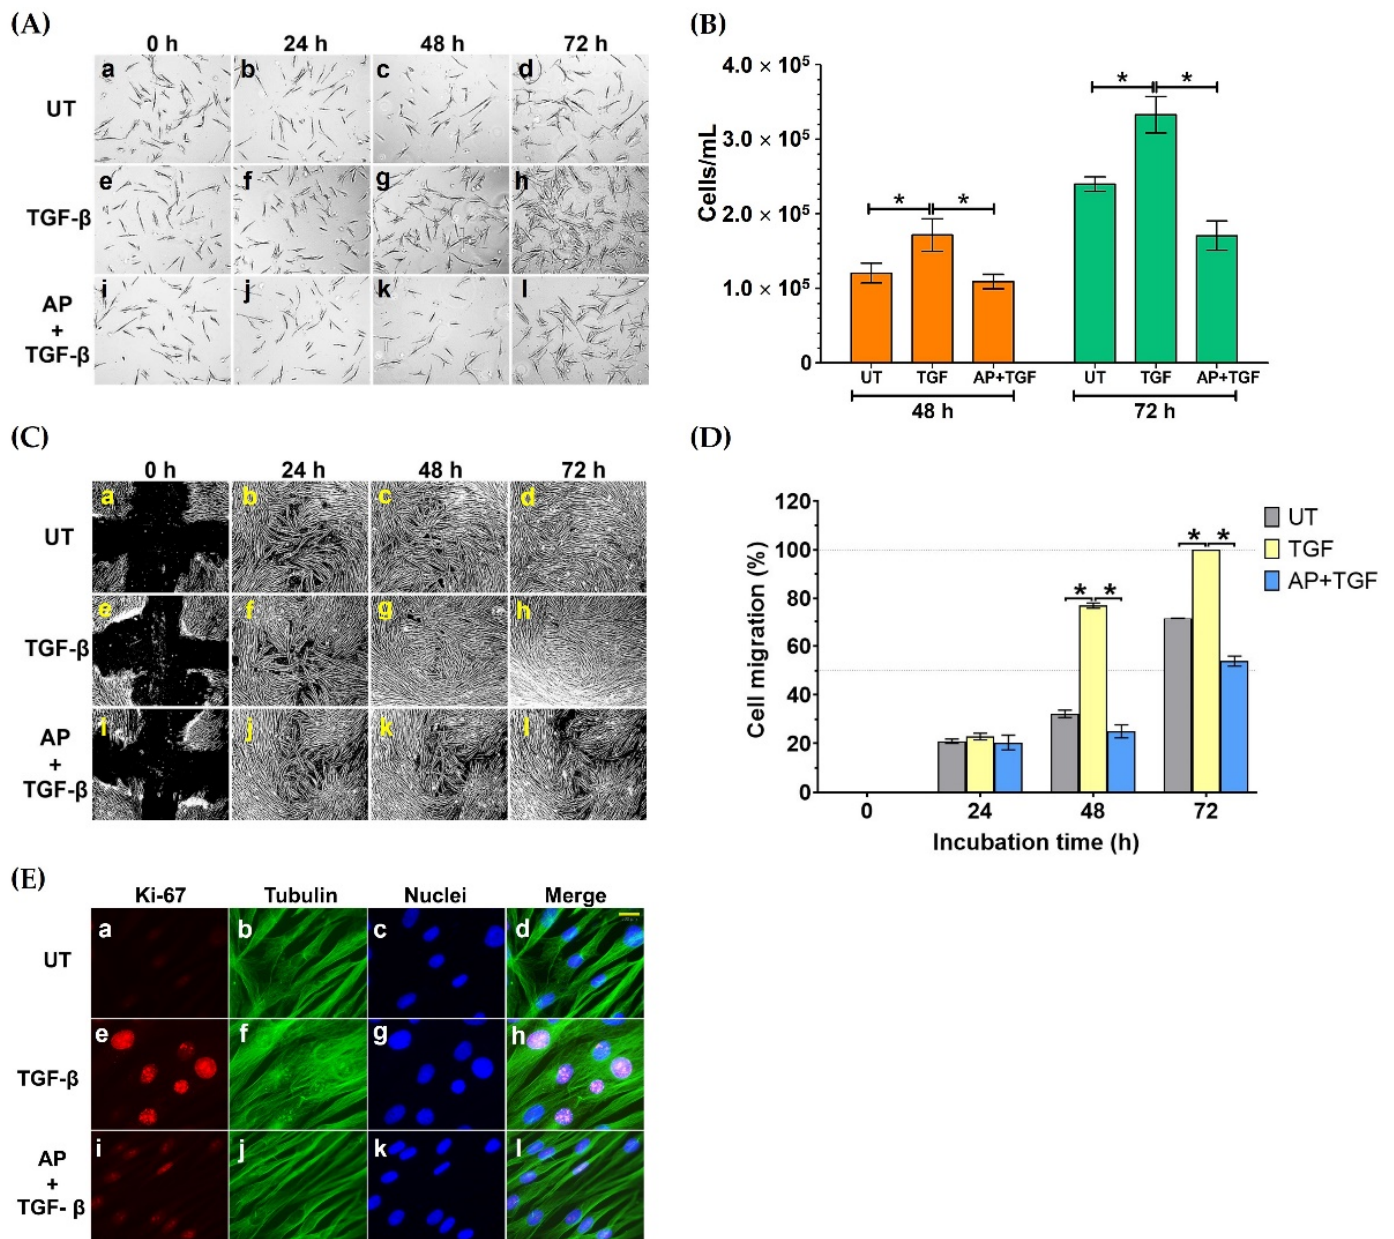 (A)
0 h 24 h 48 h 72 h
UT a b c d
TGF-β e f g h
AP + TGF-β i j k l
(B)
4.0 × 10⁵
3.0 × 10⁵
2.0 × 10⁵
1.0 × 10⁵
0
Cells/mL
* * * *
UT TGF AP+TGF UT TGF AP+TGF
48 h 72 h
(C)
0 h 24 h 48 h 72 h
UT a b c d
TGF-β e f g h
AP + TGF-β i j k l
(D)
120
100
80
60
40
20
0
Cell migration (%)
* * * *
UT
TGF
AP+TGF
0 24 48 72
Incubation time (h)
(E)
Ki-67 Tubulin Nuclei Merge
UT a b c d
TGF-β e f g h
AP + TGF- β i j k l